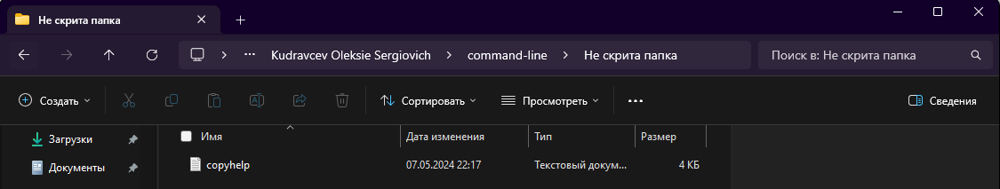 Не скрита папка
Kudravcev Oleksie Sergiovich command-line Не скрита папка Поиск в: Не скрита папка
Создать Сортировать Просмотреть Сведения
Загрузки Имя Дата изменения Тип Размер
Документы copyhelp 07.05.2024 22:17 Текстовый докум... 4 КБ